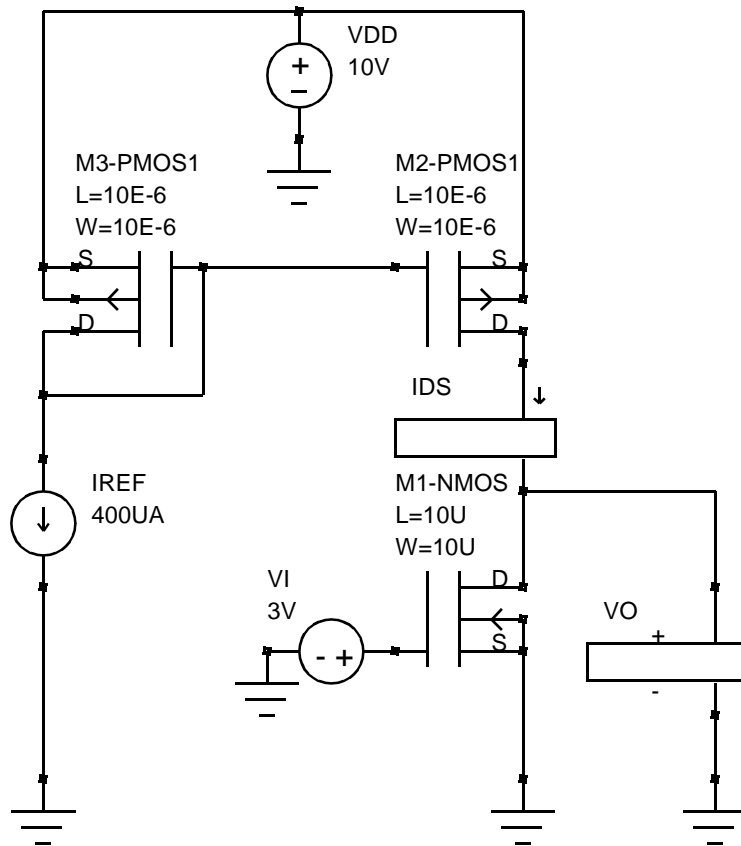 VDD
10V
+
–
M3-PMOS1
L=10E-6
W=10E-6
M2-PMOS1
L=10E-6
W=10E-6
S
D
S
D
IDS
IREF
400UA
M1-NMOS
L=10U
W=10U
D
S
VI
3V
- +
VO
+
-